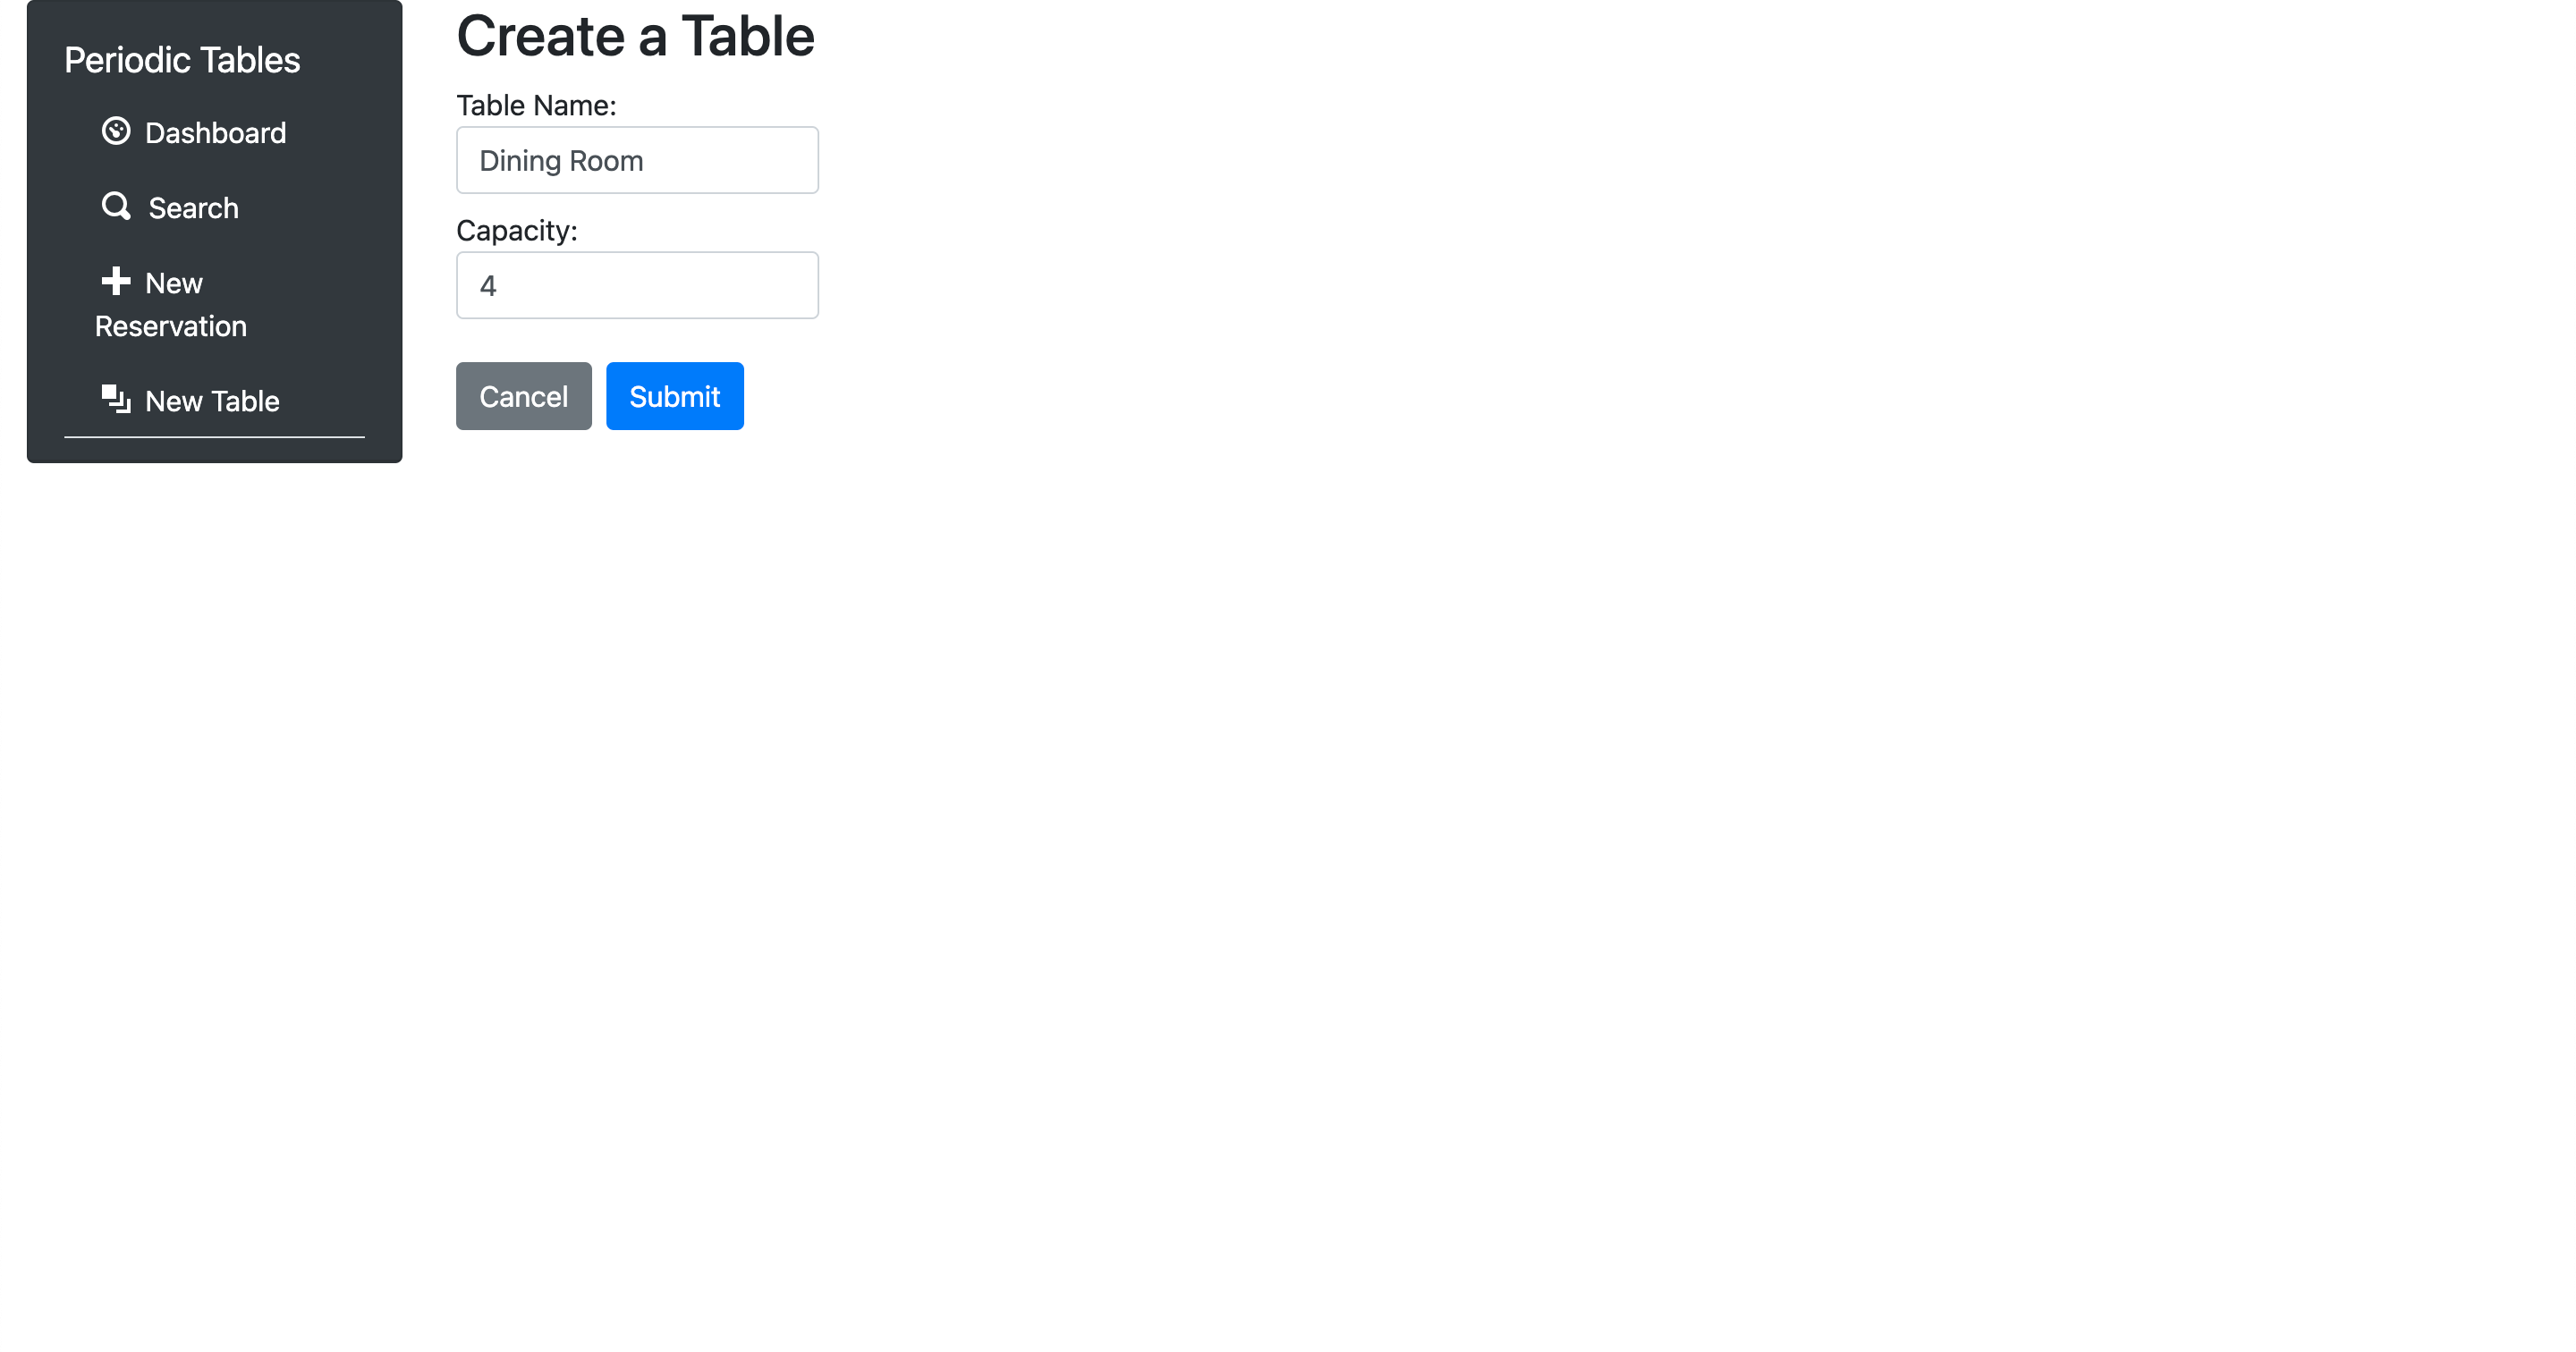 Periodic Tables
Dashboard
Search
New
Reservation
New Table
Create a Table
Table Name:
Dining Room
Capacity:
4
Cancel
Submit